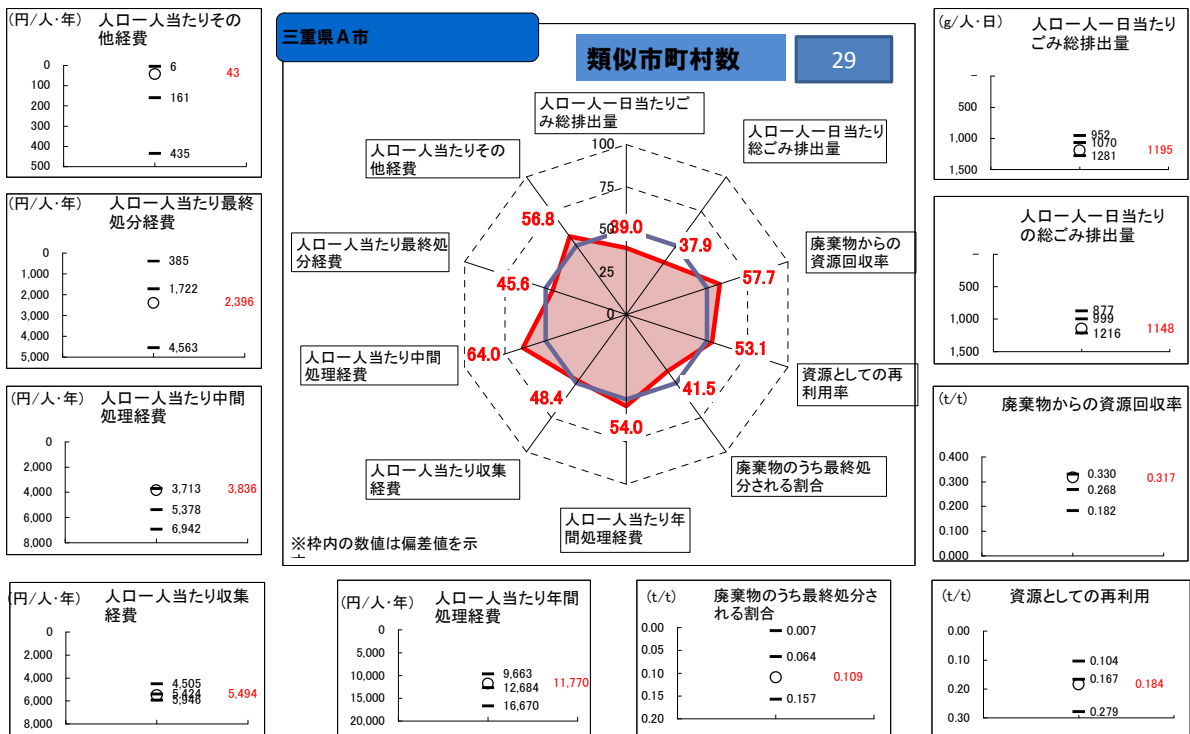 (円/人・年)
人口一人当たりその
他経費
0
100
200
300
400
500
6
161
435
43
(円/人・年)
人口一人当たり最終
処分経費
0
1,000
2,000
3,000
4,000
5,000
385
1,722
4,563
2,396
(円/人・年)
人口一人当たり中間
処理経費
0
2,000
4,000
6,000
8,000
3,713
5,378
6,942
3,836
(円/人・年)
人口一人当たり収集
経費
0
2,000
4,000
6,000
8,000
4,505
5,424
5,946
5,494
三重県A市
類似市町村数
29
人口一人一日当たりご
み総排出量
人口一人一日当たり
総ごみ排出量
廃棄物からの
資源回収率
資源としての再
利用率
廃棄物のうち最終処
分される割合
人口一人当たり年
間処理経費
人口一人当たり収集
経費
人口一人当たり中間
処理経費
人口一人当たり最終処
分経費
人口一人当たりその
他経費
100
75
50
25
0
39.0
37.9
57.7
53.1
41.5
54.0
48.4
64.0
45.6
56.8
※枠内の数値は偏差値を示
(円/人・年)
人口一人当たり年間
処理経費
0
5,000
10,000
15,000
20,000
9,663
12,684
16,670
11,770
(t/t)
廃棄物のうち最終処分さ
れる割合
0.00
0.05
0.10
0.15
0.20
0.007
0.064
0.157
0.109
(g/人・日)
人口一人一日当たり
ごみ総排出量
–
500
1,000
1,500
952
1070
1281
1195
人口一人一日当たり
の総ごみ排出量
–
500
1,000
1,500
877
999
1216
1148
(t/t)
廃棄物からの資源回収率
0.400
0.300
0.200
0.100
0.000
0.330
0.268
0.182
0.317
(t/t)
資源としての再利用
0.00
0.10
0.20
0.30
0.104
0.167
0.279
0.184